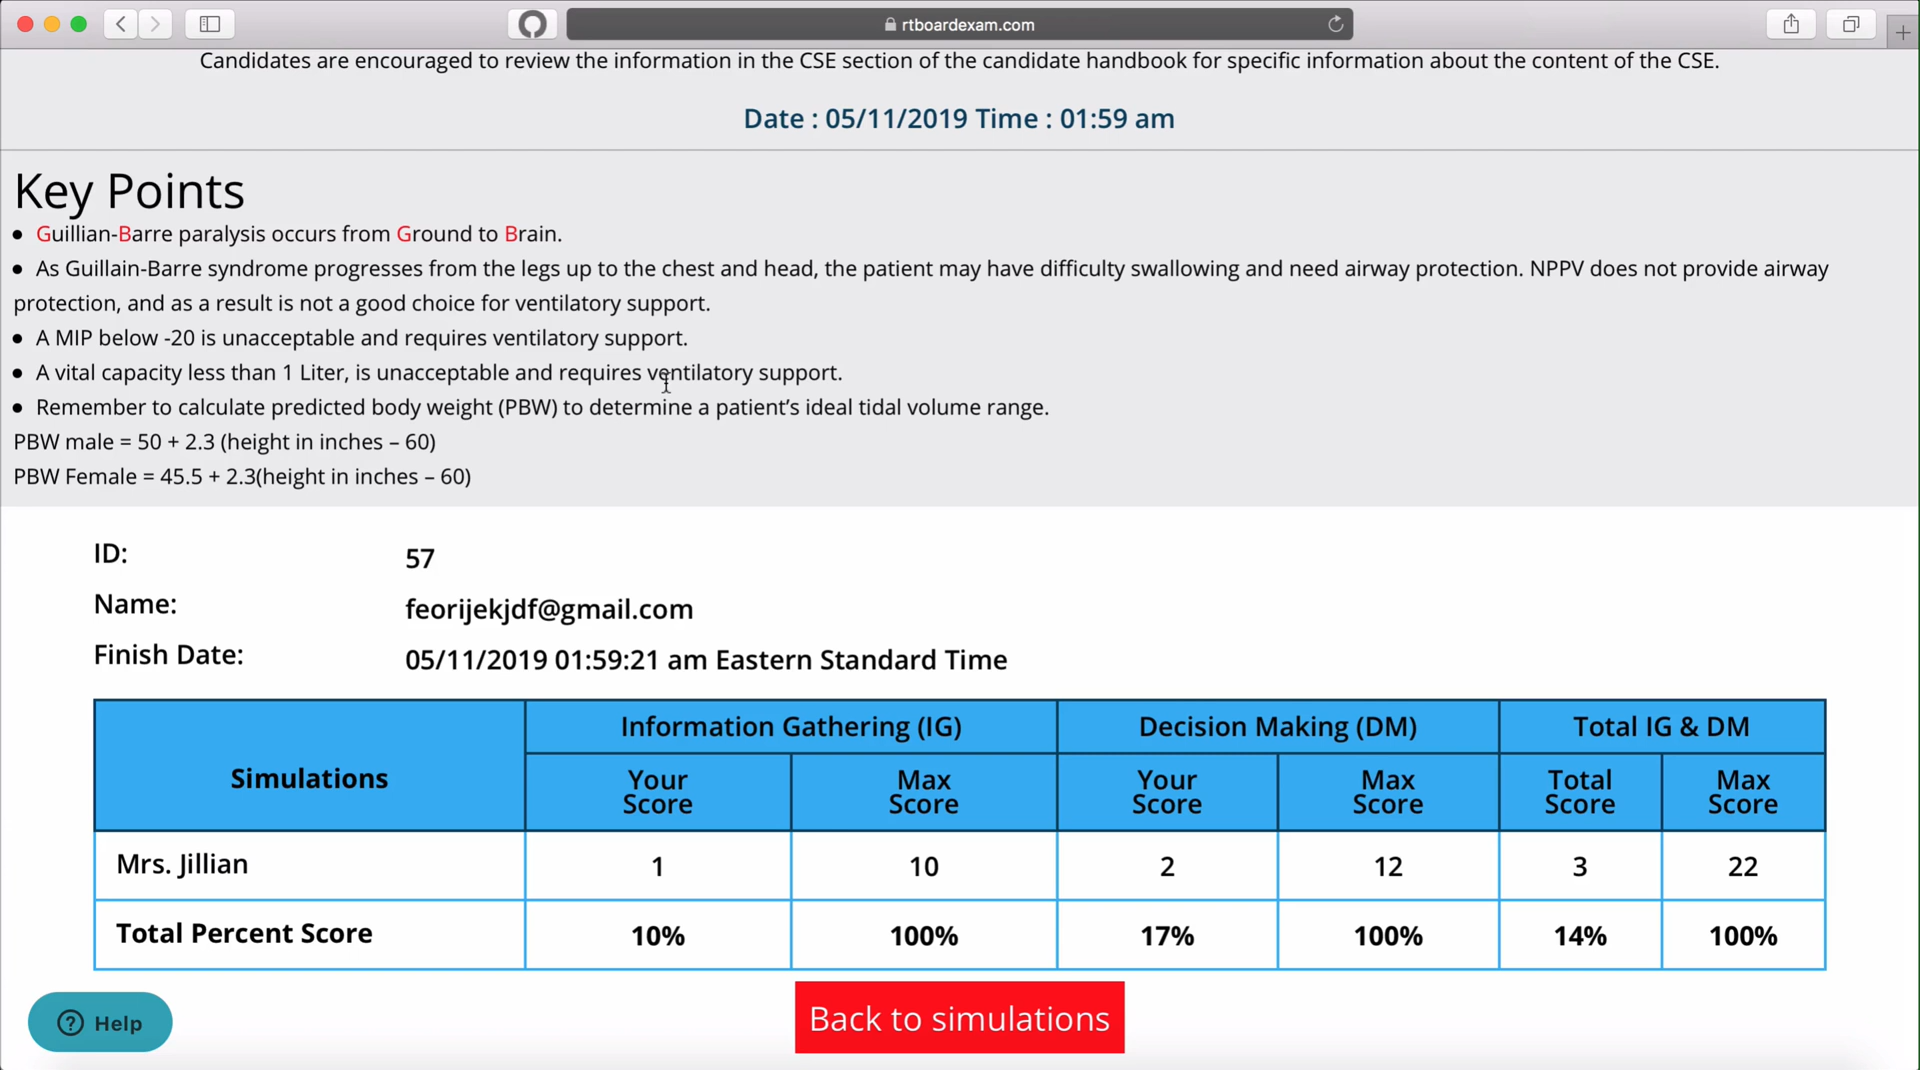 rtboardexam.com
Candidates are encouraged to review the information in the CSE section of the candidate handbook for specific information about the content of the CSE.
Date : 05/11/2019 Time : 01:59 am
Key Points
• Guillian-Barre paralysis occurs from Ground to Brain.
• As Guillain-Barre syndrome progresses from the legs up to the chest and head, the patient may have difficulty swallowing and need airway protection. NPPV does not provide airway
protection, and as a result is not a good choice for ventilatory support.
• A MIP below -20 is unacceptable and requires ventilatory support.
• A vital capacity less than 1 Liter, is unacceptable and requires ventilatory support.
• Remember to calculate predicted body weight (PBW) to determine a patient’s ideal tidal volume range.
PBW male = 50 + 2.3 (height in inches – 60)
PBW Female = 45.5 + 2.3(height in inches – 60)
ID: 57
Name: feorijekjdf@gmail.com
Finish Date: 05/11/2019 01:59:21 am Eastern Standard Time
Simulations Information Gathering (IG) Decision Making (DM) Total IG & DM
Your Score Max Score Your Score Max Score Total Score Max Score
Mrs. Jillian 1 10 2 12 3 22
Total Percent Score 10% 100% 17% 100% 14% 100%
Back to simulations
? Help